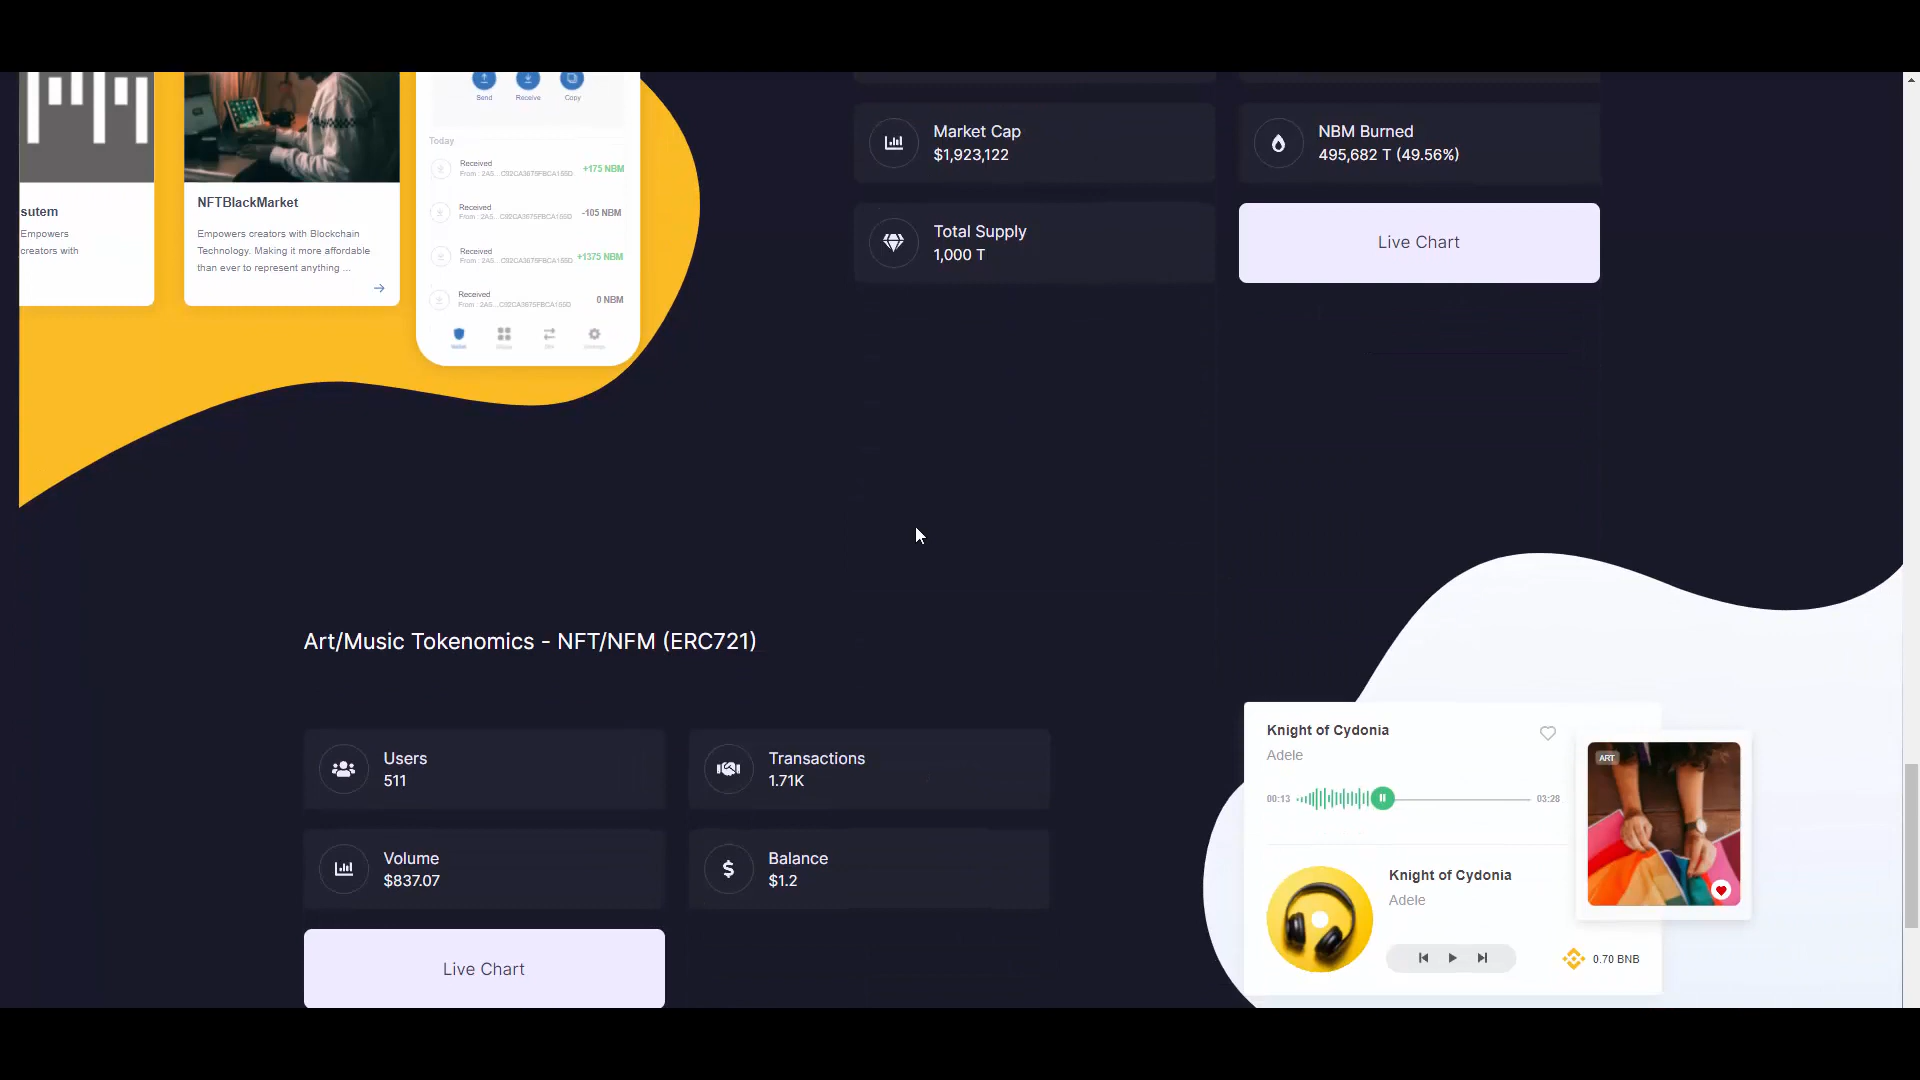 Send Receive Copy
Today
Received
+175 NBM
Received
-105 NBM
Received
+1375 NBM
Received
0 NBM
sutem
Empowers
creators with
NFTBlackMarket
Empowers creators with Blockchain
Technology. Making it more affordable
than ever to represent anything ...
Market Cap
$1,923,122
NBM Burned
495,682 T (49.56%)
Total Supply
1,000 T
Live Chart
Art/Music Tokenomics - NFT/NFM (ERC721)
Users
511
Transactions
1.71K
Volume
$837.07
Balance
$1.2
Live Chart
Knight of Cydonia
Adele
00:13
03:28
ART
Knight of Cydonia
Adele
0.70 BNB